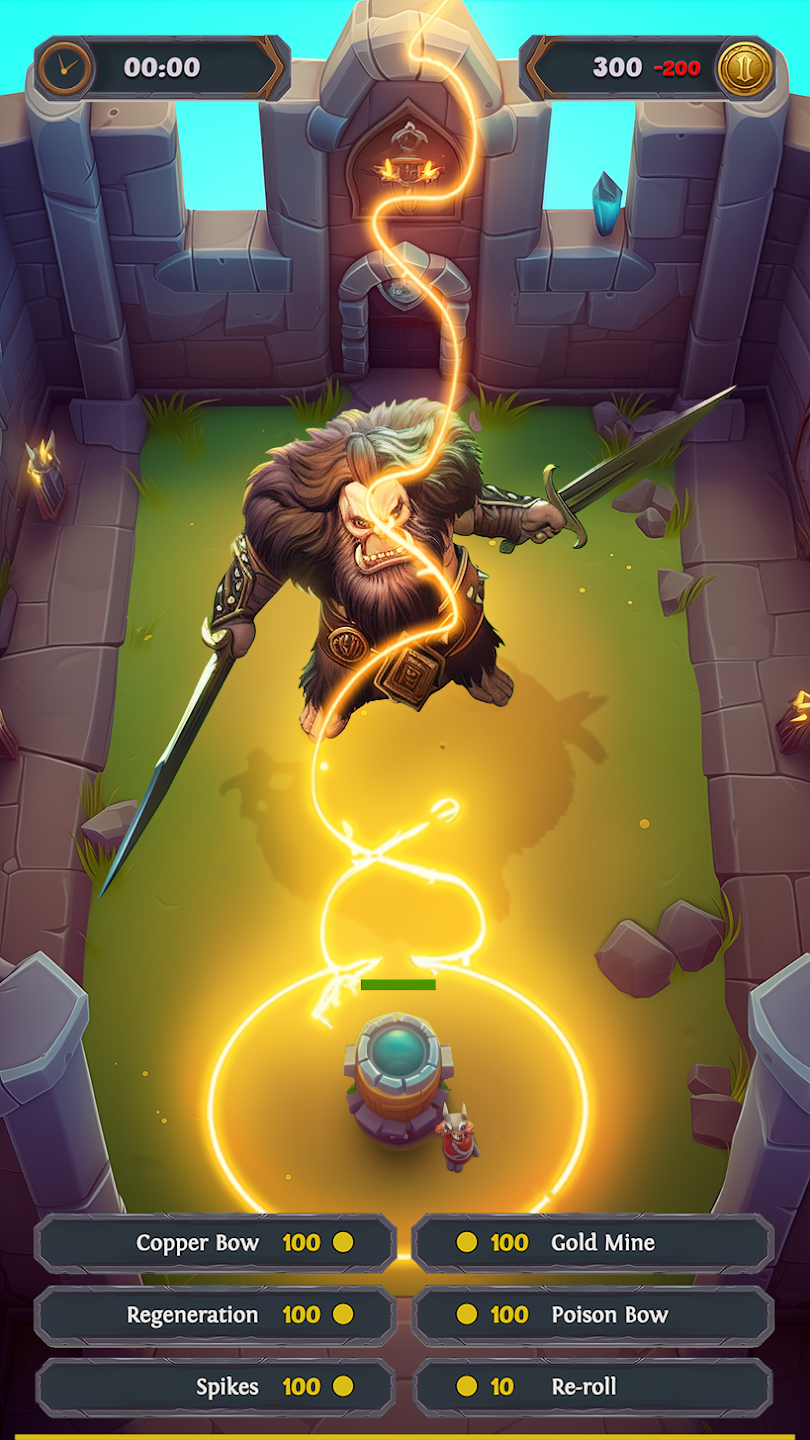 00:00
300 -200
Copper Bow 100
100 Gold Mine
Regeneration 100
100 Poison Bow
Spikes 100
10 Re-roll